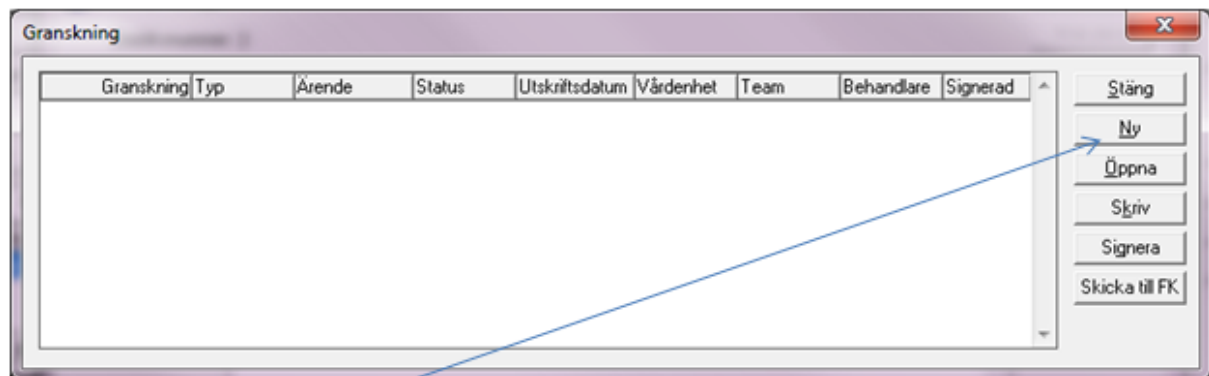 Granskning
Granskning Typ Ärende Status Utskriftsdatum Vårdenhet Team Behandlare Signerad
Stäng
Ny
Öppna
Skriv
Signera
Skicka till FK